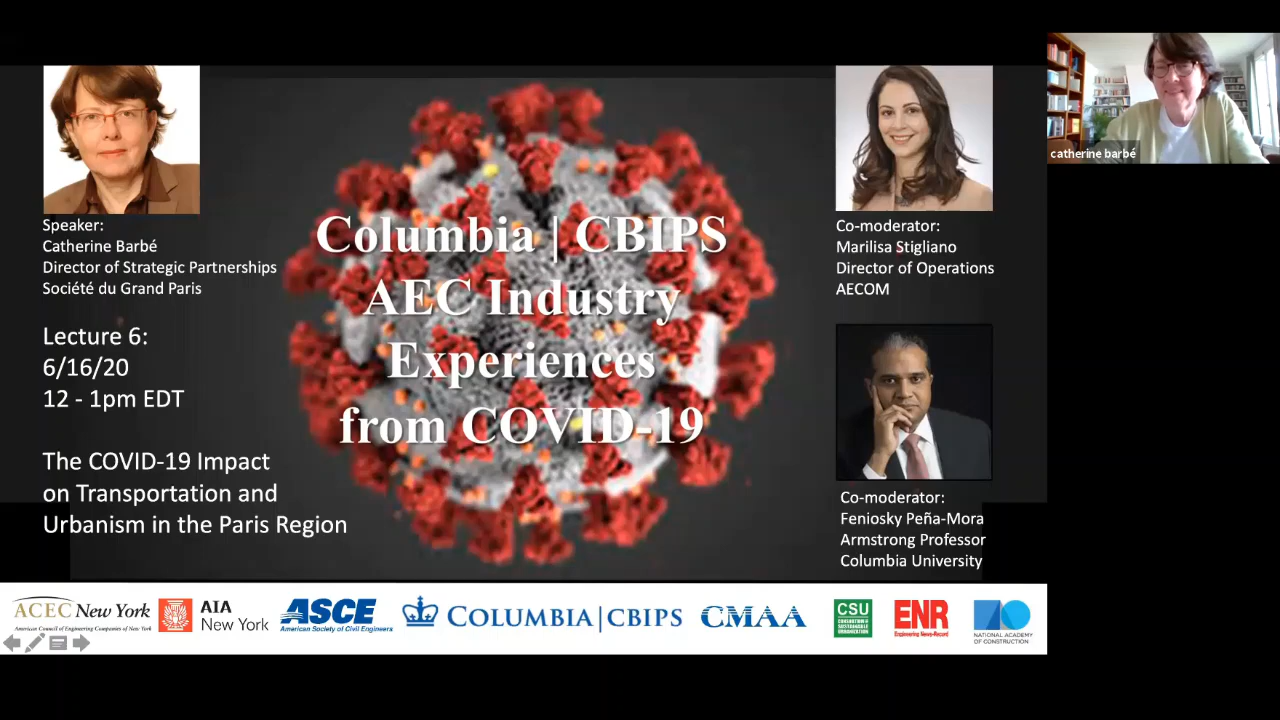 Speaker:
Catherine Barbé
Director of Strategic Partnerships
Société du Grand Paris
Lecture 6:
6/16/20
12 - 1pm EDT
The COVID-19 Impact
on Transportation and
Urbanism in the Paris Region
Columbia | CBIPS
AEC Industry
Experiences
from COVID-19
Co-moderator:
Marilisa Stigliano
Director of Operations
AECOM
Co-moderator:
Feniosky Peña-Mora
Armstrong Professor
Columbia University
catherine barbé
ACEC New York
American Council of Engineering Companies of New York
AIA
New York
ASCE
American Society of Civil Engineers
COLUMBIA | CBIPS
CMAA
CSU
CONSORTIUM for
SUSTAINABLE
URBANIZATION
ENR
Engineering News-Record
NATIONAL ACADEMY
OF CONSTRUCTION